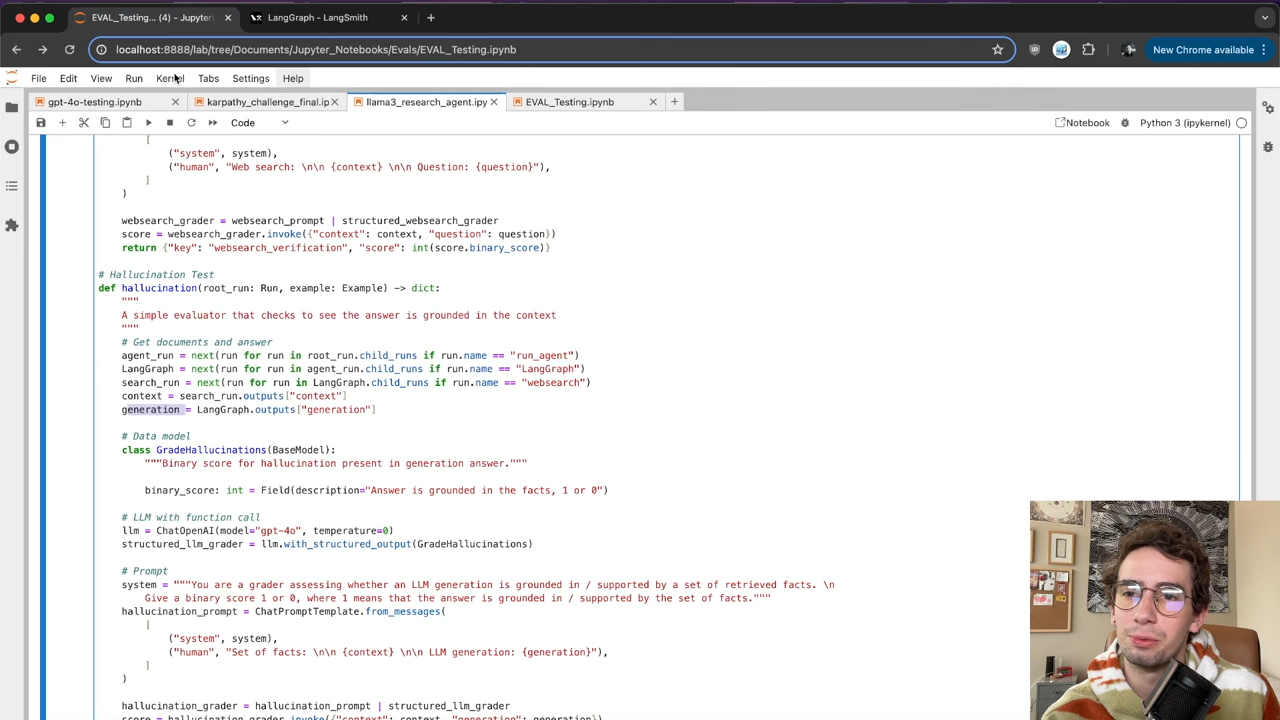 EVAL_Testing... (4) - Jupyter
LangGraph - LangSmith
localhost:8888/lab/tree/Documents/Jupyter_Notebooks/Evals/EVAL_Testing.ipynb
New Chrome available
File Edit View Run Kernel Tabs Settings Help
gpt-4o-testing.ipynb
karpathy_challenge_final.ip
llama3_research_agent.ipy
EVAL_Testing.ipynb
Code
Notebook
Python 3 (ipykernel)
[
("system", system),
("human", "Web search: \n\n {context} \n\n Question: {question}"),
]
)
websearch_grader = websearch_prompt | structured_websearch_grader
score = websearch_grader.invoke({"context": context, "question": question})
return {"key": "websearch_verification", "score": int(score.binary_score)}
# Hallucination Test
def hallucination(root_run: Run, example: Example) -> dict:
"""
A simple evaluator that checks to see the answer is grounded in the context
"""
# Get documents and answer
agent_run = next(run for run in root_run.child_runs if run.name == "run_agent")
LangGraph = next(run for run in agent_run.child_runs if run.name == "LangGraph")
search_run = next(run for run in LangGraph.child_runs if run.name == "websearch")
context = search_run.outputs["context"]
generation = LangGraph.outputs["generation"]
# Data model
class GradeHallucinations(BaseModel):
"""Binary score for hallucination present in generation answer."""
binary_score: int = Field(description="Answer is grounded in the facts, 1 or 0")
# LLM with function call
llm = ChatOpenAI(model="gpt-4o", temperature=0)
structured_llm_grader = llm.with_structured_output(GradeHallucinations)
# Prompt
system = """You are a grader assessing whether an LLM generation is grounded in / supported by a set of retrieved facts. \n
Give a binary score 1 or 0, where 1 means that the answer is grounded in / supported by the set of facts."""
hallucination_prompt = ChatPromptTemplate.from_messages(
[
("system", system),
("human", "Set of facts: \n\n {context} \n\n LLM generation: {generation}"),
]
)
hallucination_grader = hallucination_prompt | structured_llm_grader
score = hallucination_grader.invoke({"context": context, "generation": generation})